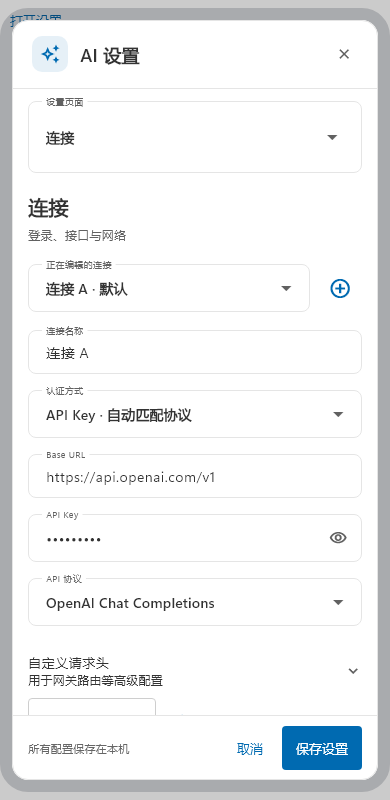 打开设置
AI 设置
设置页面
连接
连接
登录、接口与网络
正在编辑的连接
连接 A · 默认
连接名称
连接 A
认证方式
API Key · 自动匹配协议
Base URL
https://api.openai.com/v1
API Key
•••••••••
API 协议
OpenAI Chat Completions
自定义请求头
用于网关路由等高级配置
所有配置保存在本机
取消
保存设置